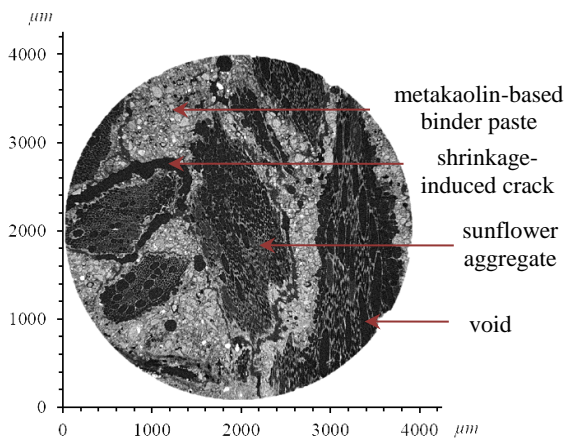 μm
4000
3000
2000
1000
0
0 1000 2000 3000 4000 μm
metakaolin-based
binder paste
shrinkage-
induced crack
sunflower
aggregate
void